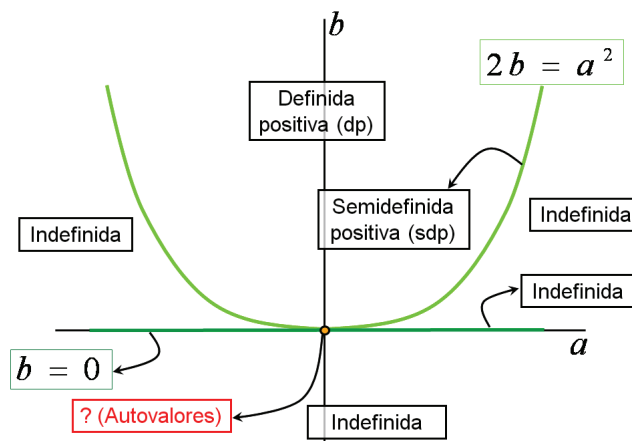 b
2b = a²
Definida
positiva (dp)
Semidefinida
positiva (sdp)
Indefinida
Indefinida
Indefinida
a
b = 0
? (Autovalores)
Indefinida